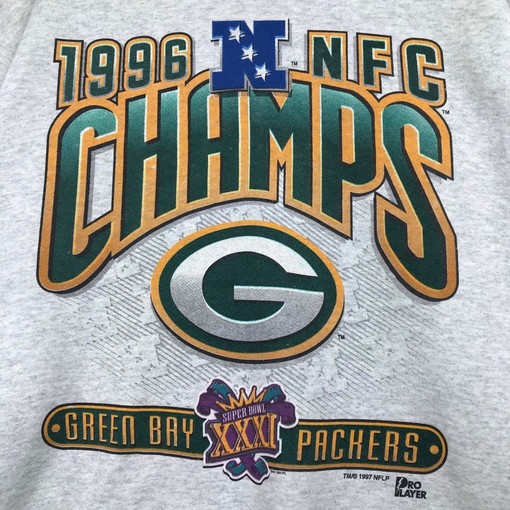 1996 N NFC
CHAMPS
G
SUPER BOWL
XXXI
GREEN BAY PACKERS
TM/© 1997 NFLP
PRO
PLAYER